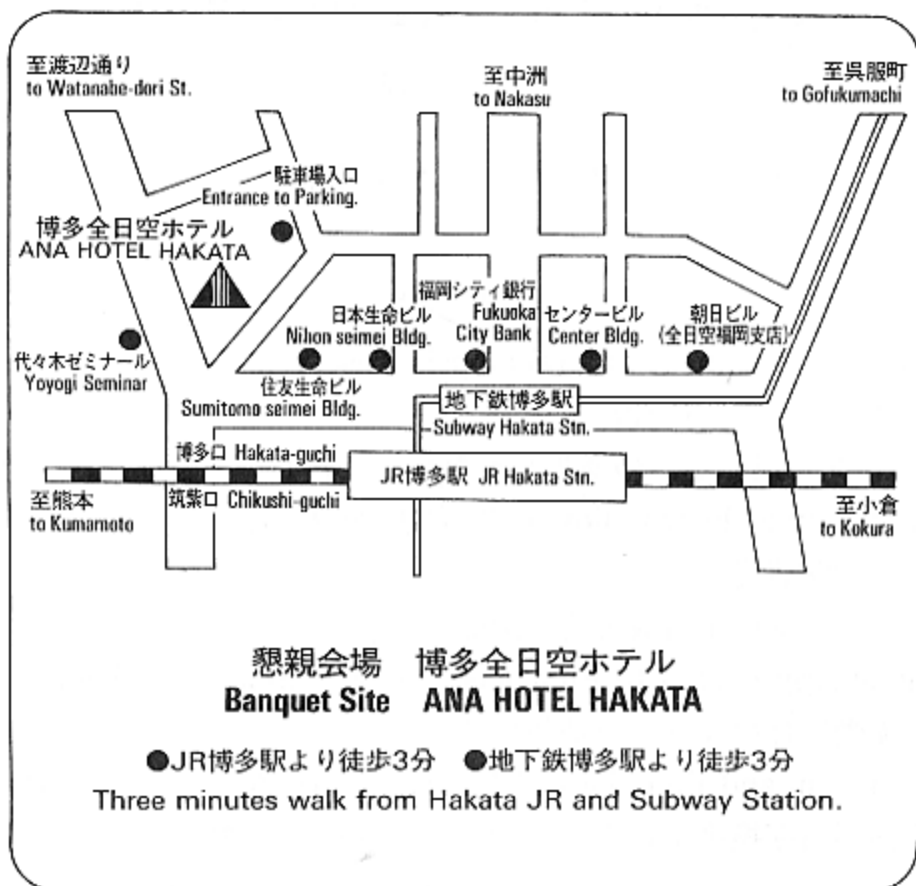 至渡辺通り
to Watanabe-dori St.
至中洲
to Nakasu
至呉服町
to Gofukumachi
駐車場入口
Entrance to Parking.
博多全日空ホテル
ANA HOTEL HAKATA
日本生命ビル
Nihon seimei Bldg.
福岡シティ銀行
Fukuoka
City Bank
センタービル
Center Bldg.
朝日ビル
(全日空福岡支店)
代々木ゼミナール
Yoyogi Seminar
住友生命ビル
Sumitomo seimei Bldg.
地下鉄博多駅
Subway Hakata Stn.
博多口 Hakata-guchi
JR博多駅 JR Hakata Stn.
筑紫口 Chikushi-guchi
至熊本
to Kumamoto
至小倉
to Kokura
懇親会場 博多全日空ホテル
Banquet Site ANA HOTEL HAKATA
●JR博多駅より徒歩3分 ●地下鉄博多駅より徒歩3分
Three minutes walk from Hakata JR and Subway Station.